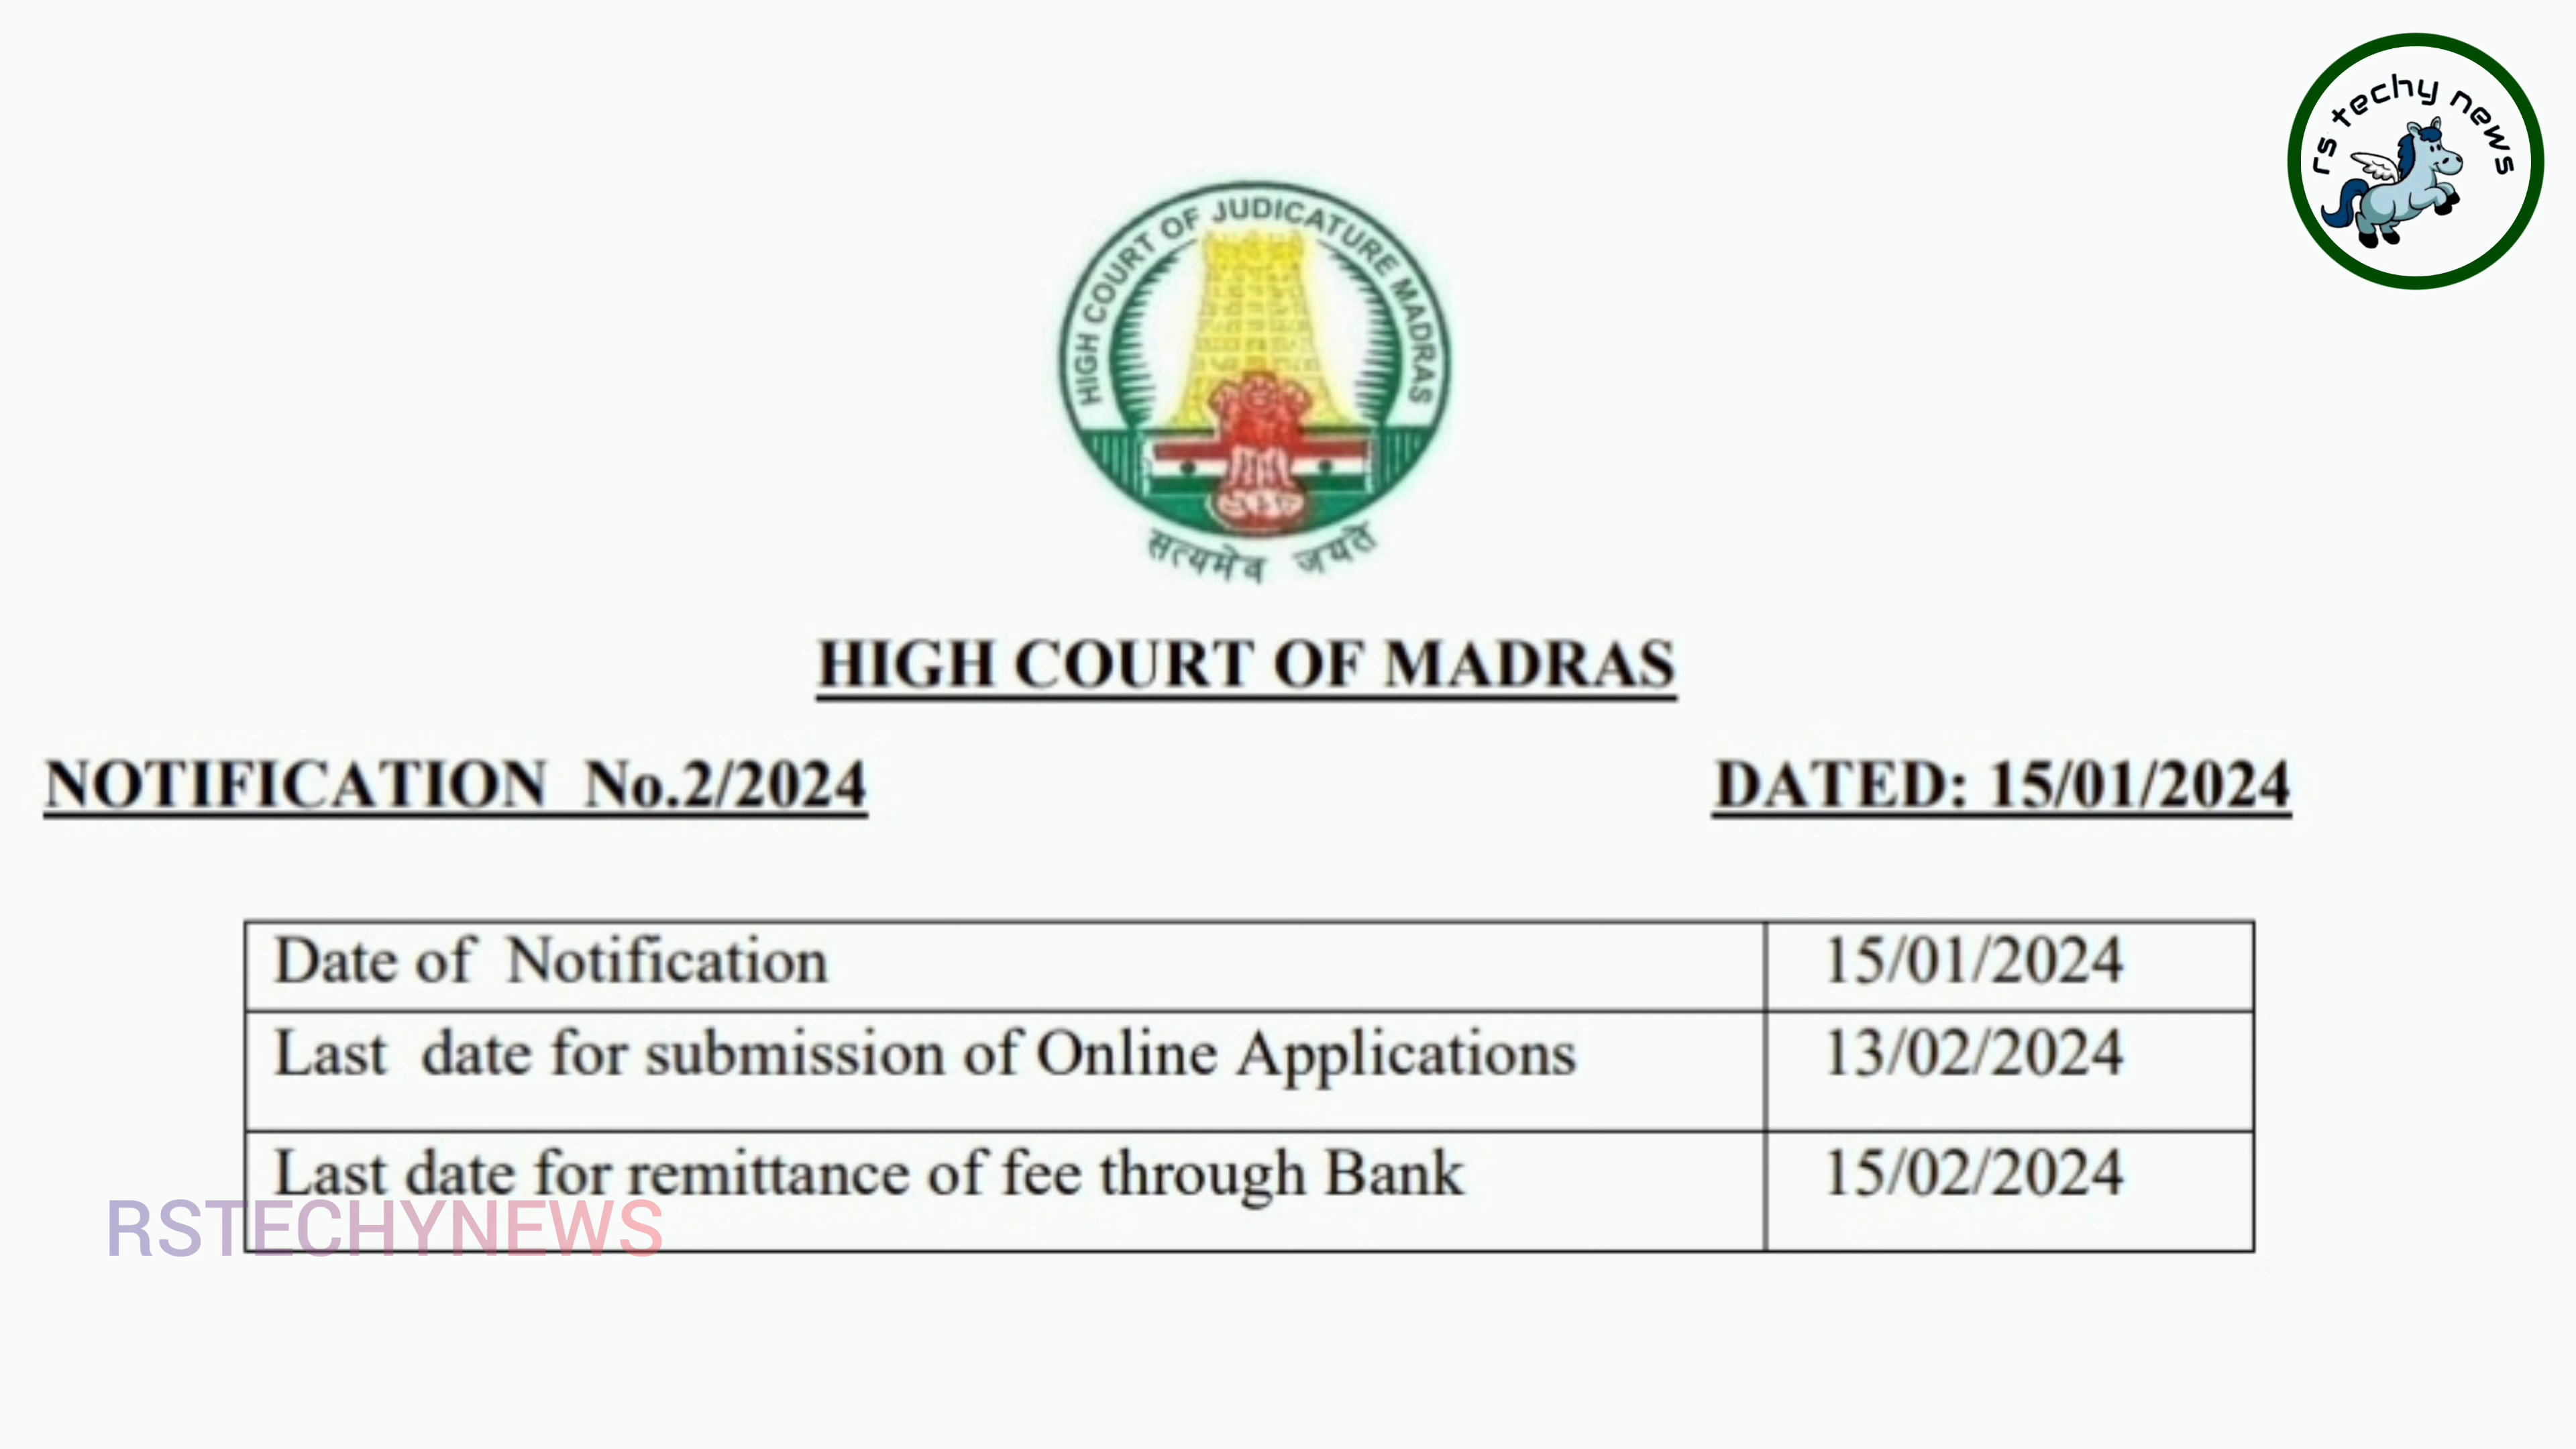 rs techy news
HIGH COURT OF JUDICATURE MADRAS
सत्यमेव जयते
HIGH COURT OF MADRAS
NOTIFICATION No.2/2024 DATED: 15/01/2024
Date of Notification 15/01/2024
Last date for submission of Online Applications 13/02/2024
Last date for remittance of fee through Bank 15/02/2024
RSTECHYNEWS